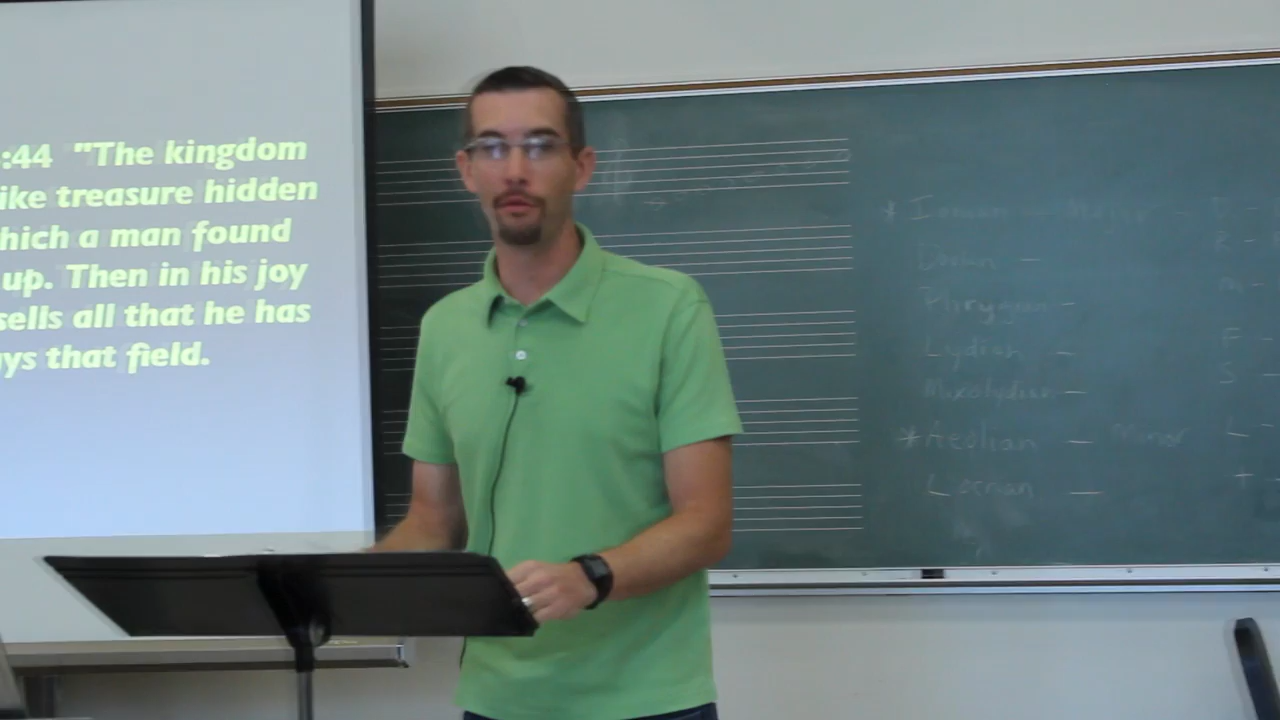 :44 "The kingdom
ike treasure hidden
hich a man found
up. Then in his joy
sells all that he has
ys that field.
* Ionian - Major -
Dorian -
Phrygian -
Lydian -
Mixolydian -
* Aeolian - Minor
Locrian -
R -
M -
F -
S -
L -
T -